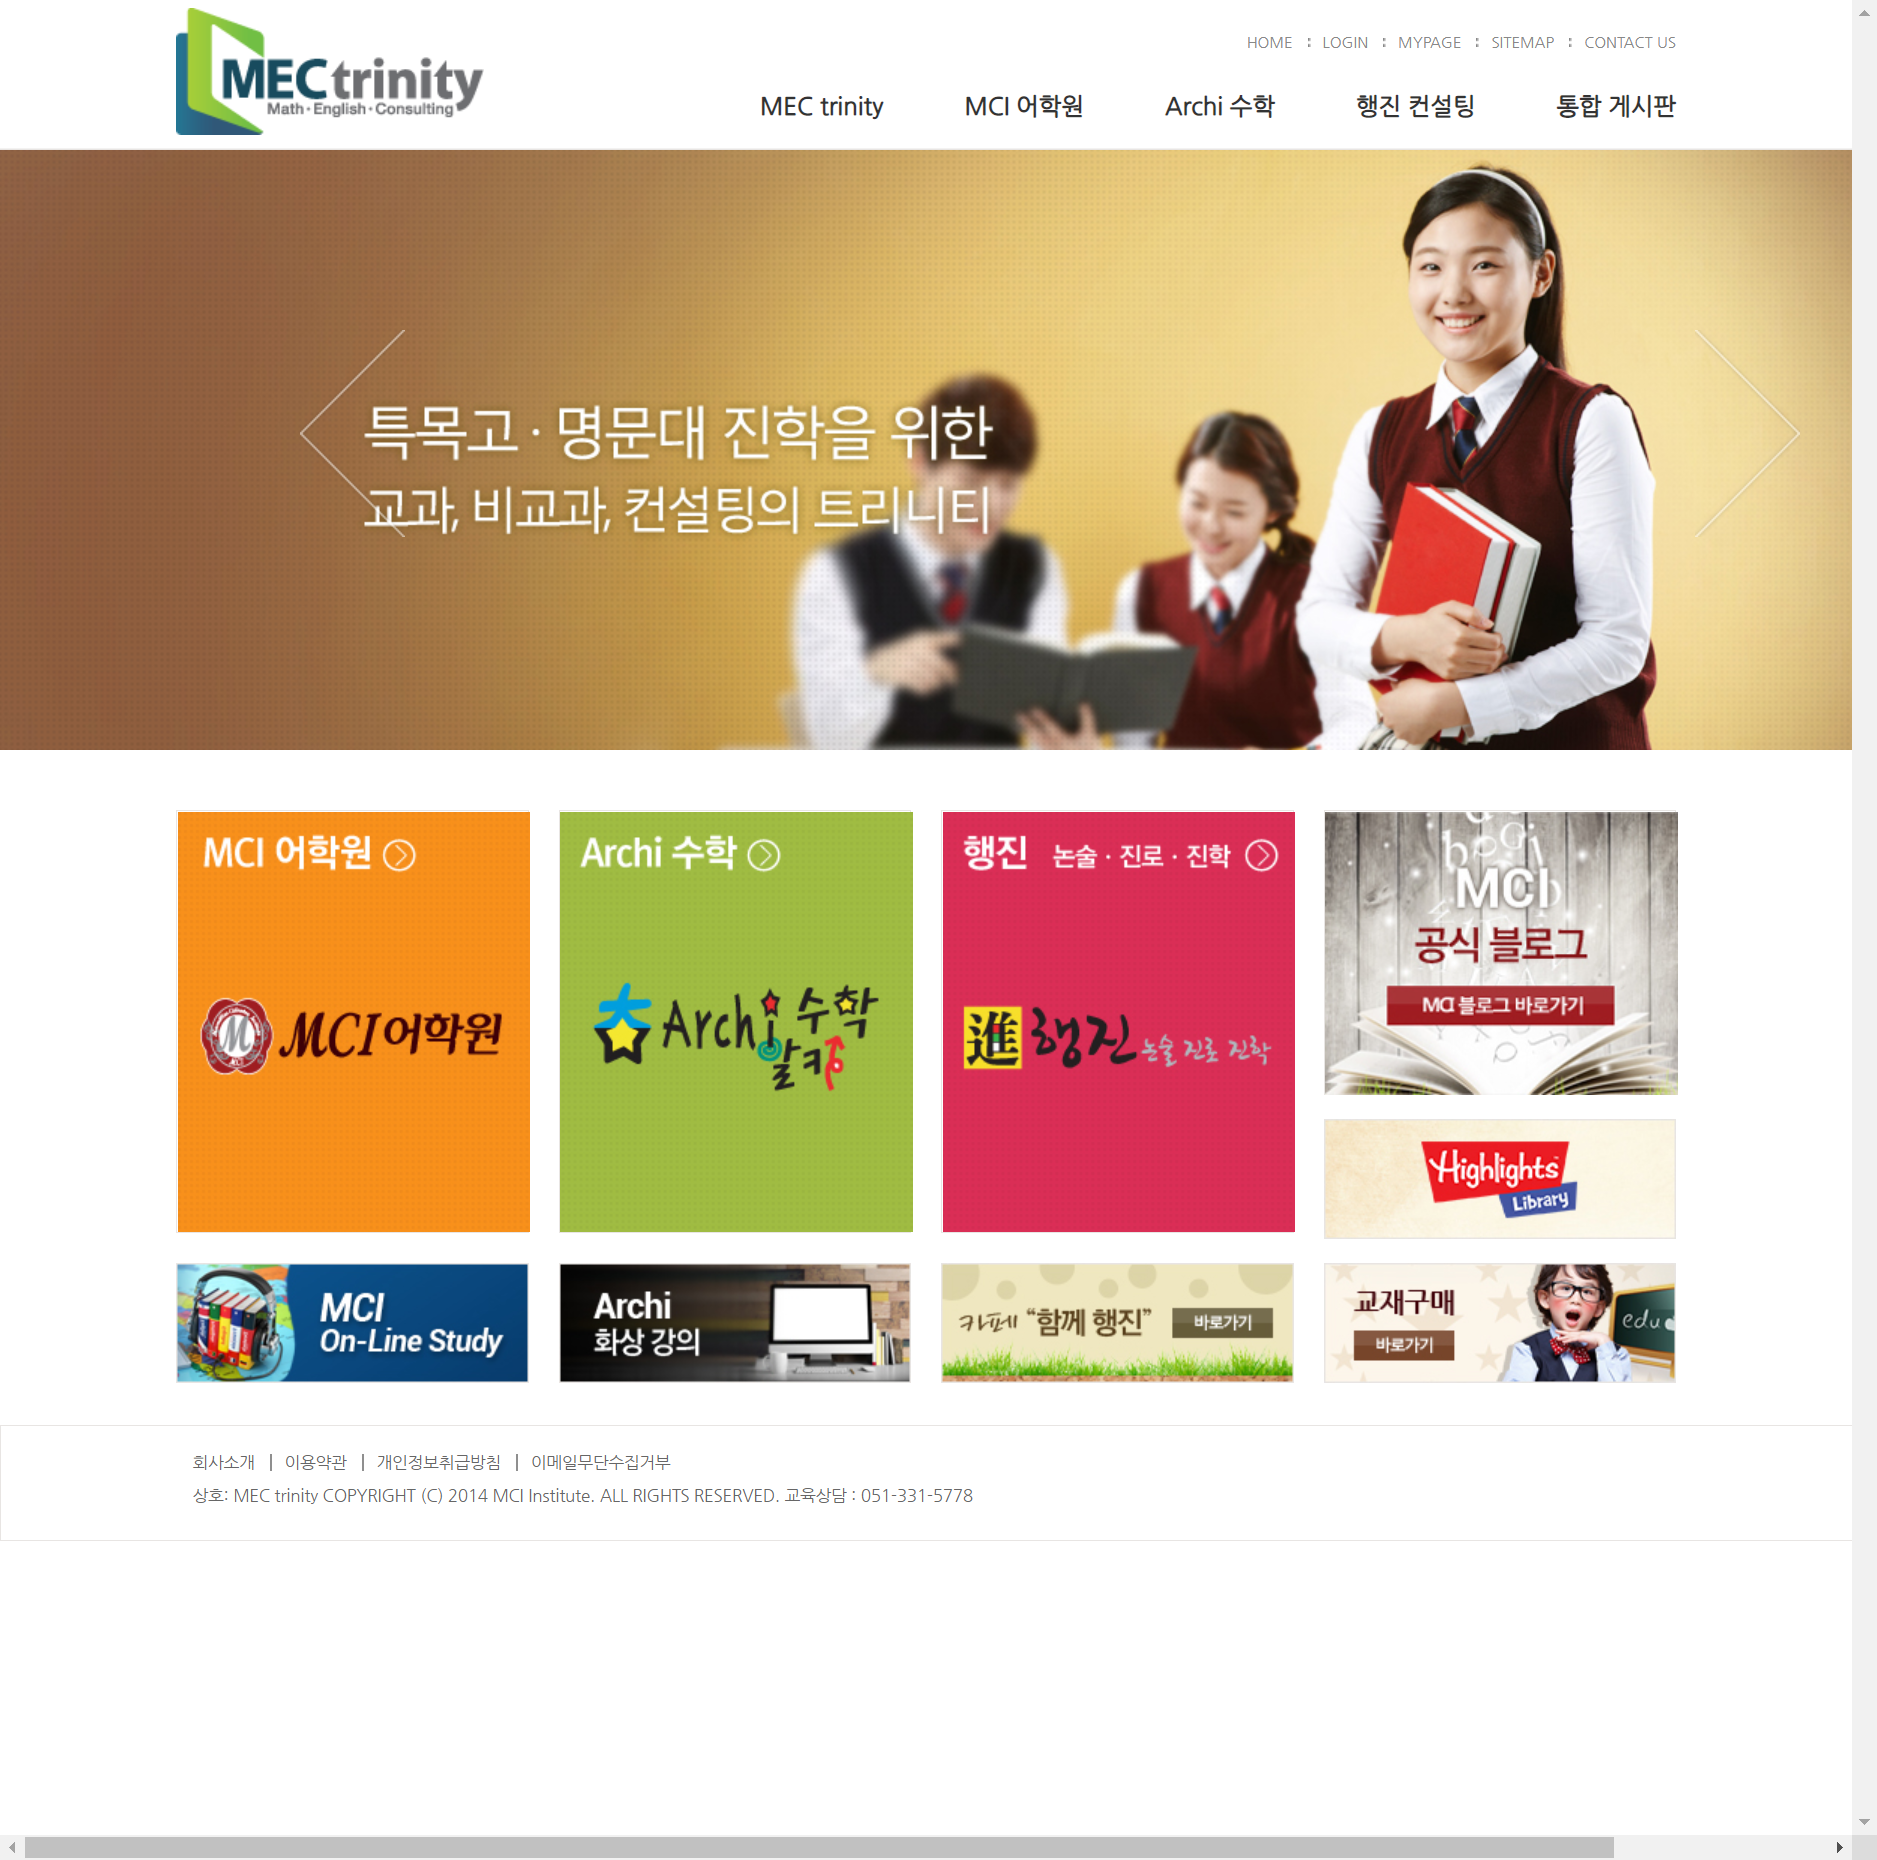 MECtrinity
Math · English · Consulting
HOME LOGIN MYPAGE SITEMAP CONTACT US
MEC trinity MCI 어학원 Archi 수학 행진 컨설팅 통합 게시판
특목고 · 명문대 진학을 위한
교과, 비교과, 컨설팅의 트리니티
MCI 어학원
M
MCI어학원
Archi 수학
Archi 수학
왈카
행진 논술 · 진로 · 진학
進 행진 논술 진로 진학
MCI
공식 블로그
MCI 블로그 바로가기
Highlights
Library
MCI
On-Line Study
Archi
화상 강의
카페 “함께 행진” 바로가기
교재구매
바로가기
edu
회사소개 이용약관 개인정보취급방침 이메일무단수집거부
상호: MEC trinity COPYRIGHT (C) 2014 MCI Institute. ALL RIGHTS RESERVED. 교육상담 : 051-331-5778